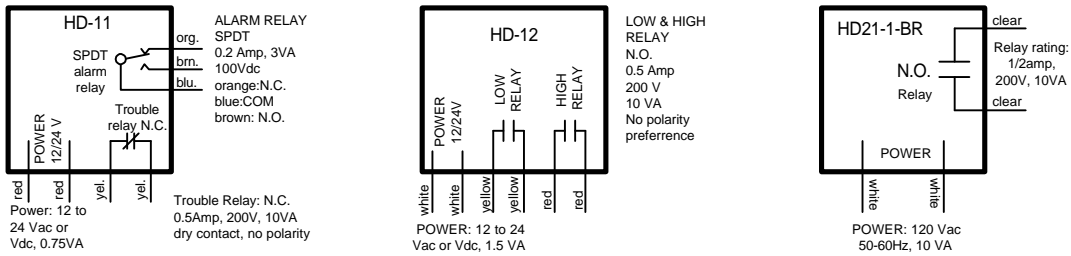 HD-11
SPDT
alarm
relay
org.
brn.
blu.
ALARM RELAY
SPDT
0.2 Amp, 3VA
100Vdc
orange:N.C.
blue:COM
brown: N.O.
Trouble
relay N.C.
POWER
12/24 V
red
red
yel.
yel.
Power: 12 to
24 Vac or
Vdc, 0.75VA
Trouble Relay: N.C.
0.5Amp, 200V, 10VA
dry contact, no polarity
HD-12
POWER
12/24V
LOW
RELAY
HIGH
RELAY
white
white
yellow
yellow
red
red
POWER: 12 to 24
Vac or Vdc, 1.5 VA
LOW & HIGH
RELAY
N.O.
0.5 Amp
200 V
10 VA
No polarity
preferrence
HD21-1-BR
N.O.
Relay
clear
clear
Relay rating:
1/2amp,
200V, 10VA
POWER
white
white
POWER: 120 Vac
50-60Hz, 10 VA